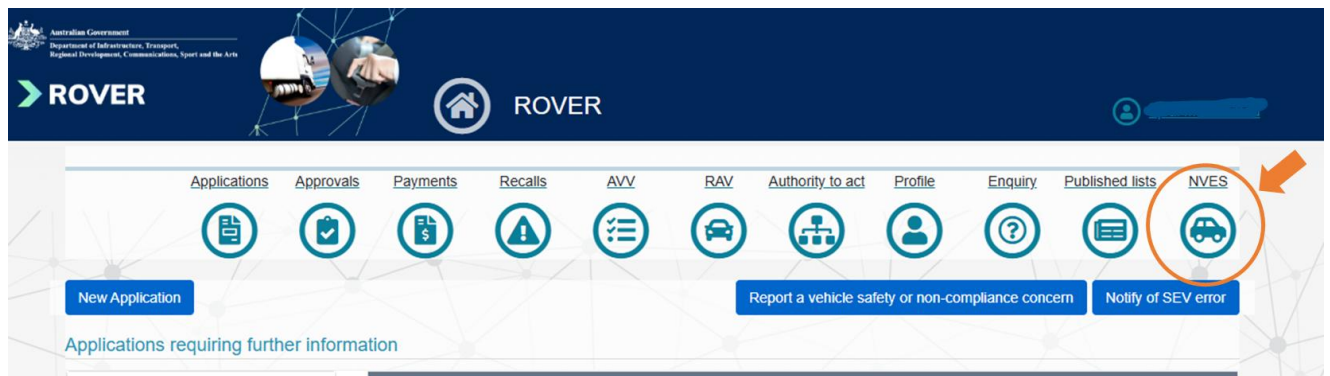 Australian Government
Department of Infrastructure, Transport,
Regional Development, Communications, Sport and the Arts
ROVER
ROVER
Applications Approvals Payments Recalls AVV RAV Authority to act Profile Enquiry Published lists NVES
New Application Report a vehicle safety or non-compliance concern Notify of SEV error
Applications requiring further information